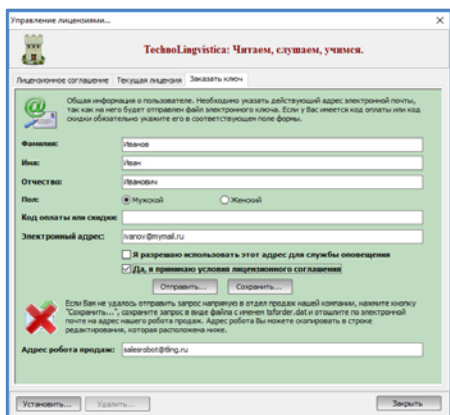 Управление лицензиями...
TechnoLingvistica: Читаем, слушаем, учимся.
Лицензионное соглашение Текущая лицензия Заказать ключ
Общая информация о пользователе. Необходимо указать действующий адрес электронной почты,
так как на него будет отправлен файл электронного ключа. Если у Вас имеется код оплаты или код
скидки обязательно укажите его в соответствующем поле формы.
Фамилия: Иванов
Имя: Иван
Отчество: Иванович
Пол: Мужской Женский
Код оплаты или скидки:
Электронный адрес: ivanov@mymail.ru
Я разрешаю использовать этот адрес для службы оповещения
Да, я принимаю условия лицензионного соглашения
Отправить... Сохранить...
Если Вам не удалось отправить запрос напрямую в отдел продаж нашей компании, нажмите кнопку
"Сохранить...", сохраните запрос в виде файла с именем tsforder.dat и отошлите по электронной
почте на адрес нашего робота продаж. Адрес робота Вы можете скопировать в строке
редактирования, которая расположена ниже.
Адрес робота продаж: salesrobot@tling.ru
Установить... Удалить... Закрыть